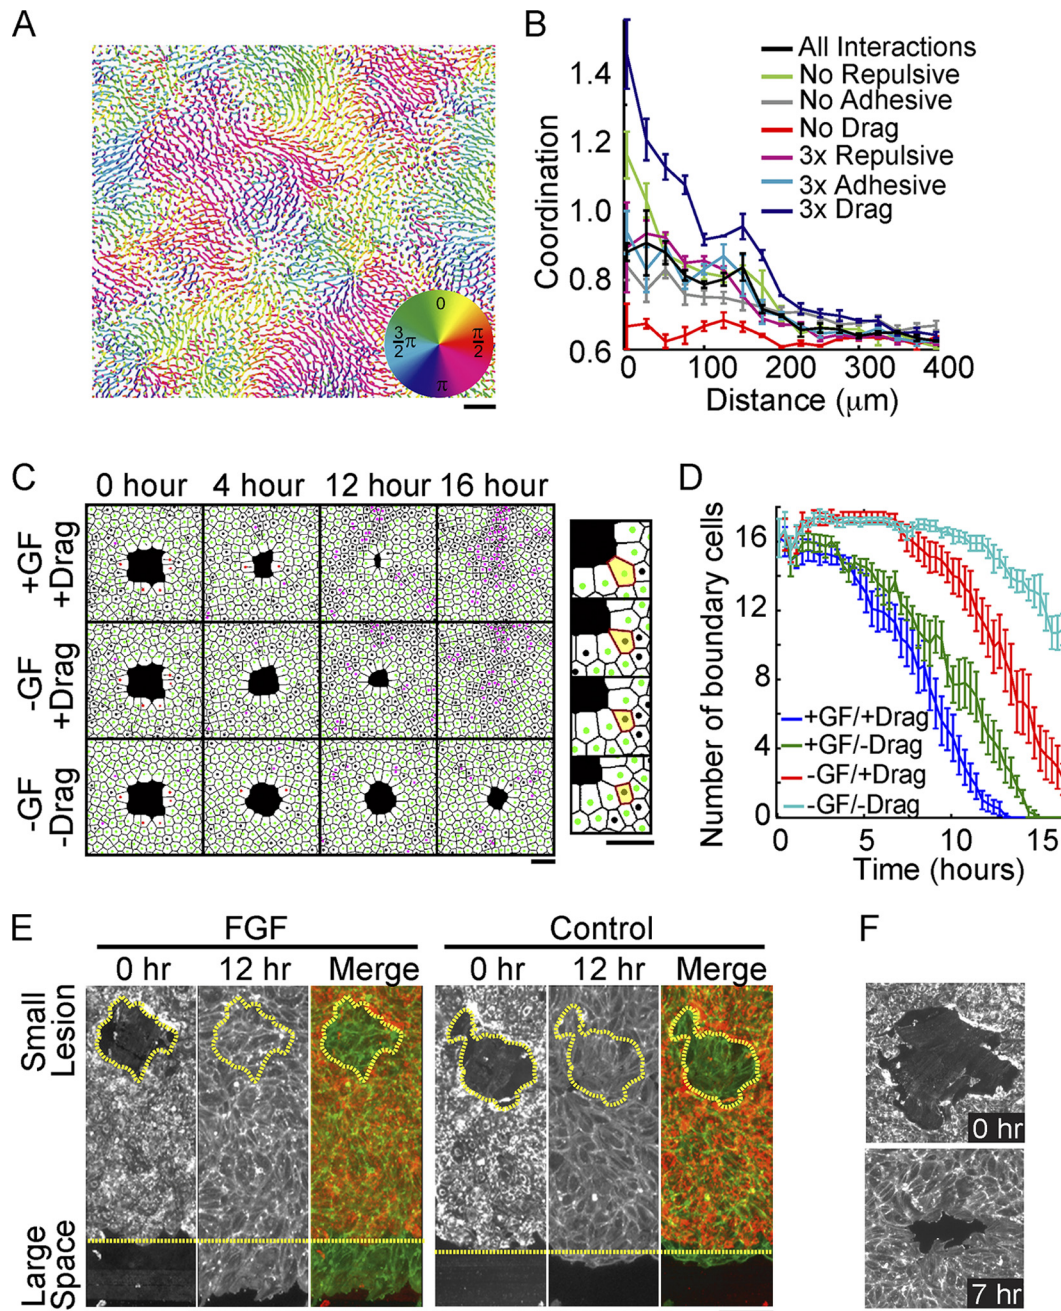 A
0
π/2
π
3/2 π
B
Coordination
1.4
1.2
1.0
0.8
0.6
0 100 200 300 400
Distance (μm)
All Interactions
No Repulsive
No Adhesive
No Drag
3x Repulsive
3x Adhesive
3x Drag
C
0 hour 4 hour 12 hour 16 hour
+GF
+Drag
-GF
+Drag
-GF
-Drag
D
Number of boundary cells
16
12
8
4
0
0 5 10 15
Time (hours)
+GF/+Drag
+GF/-Drag
-GF/+Drag
-GF/-Drag
E
FGF Control
0 hr 12 hr Merge 0 hr 12 hr Merge
Small
Lesion
Large
Space
F
0 hr
7 hr